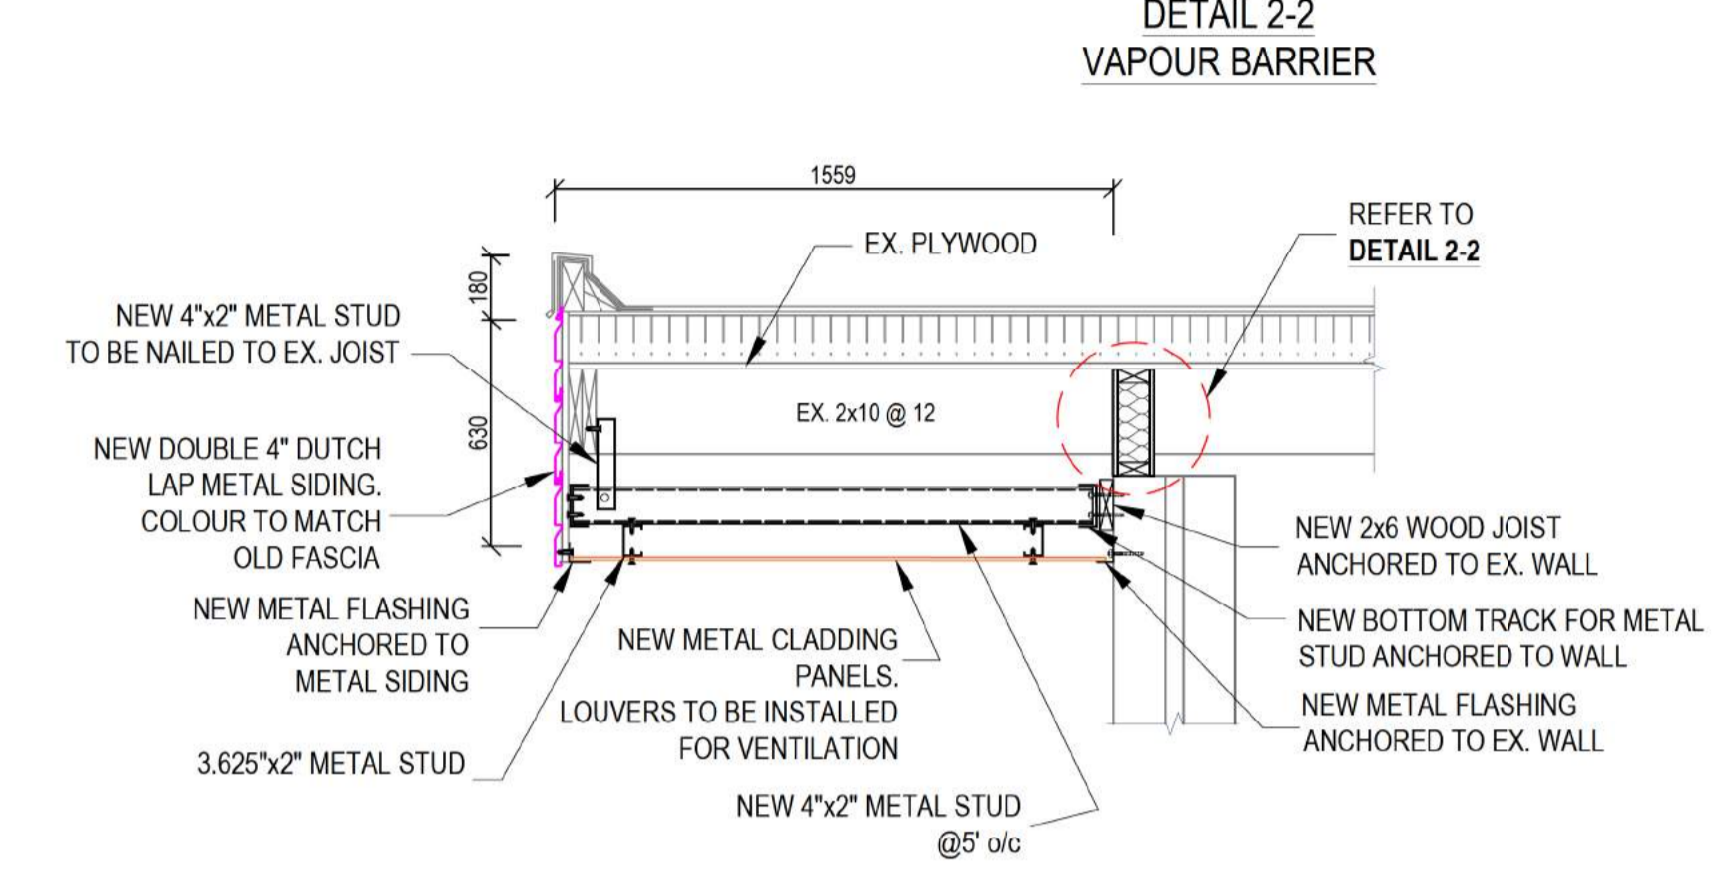 DETAIL 2-2
VAPOUR BARRIER
1559
REFER TO
DETAIL 2-2
EX. PLYWOOD
180
NEW 4"x2" METAL STUD
TO BE NAILED TO EX. JOIST
EX. 2x10 @ 12
630
NEW DOUBLE 4" DUTCH
LAP METAL SIDING.
COLOUR TO MATCH
OLD FASCIA
NEW 2x6 WOOD JOIST
ANCHORED TO EX. WALL
NEW METAL FLASHING
ANCHORED TO
METAL SIDING
NEW METAL CLADDING
PANELS.
LOUVERS TO BE INSTALLED
FOR VENTILATION
NEW BOTTOM TRACK FOR METAL
STUD ANCHORED TO WALL
NEW METAL FLASHING
ANCHORED TO EX. WALL
3.625"x2" METAL STUD
NEW 4"x2" METAL STUD
@5' o/c